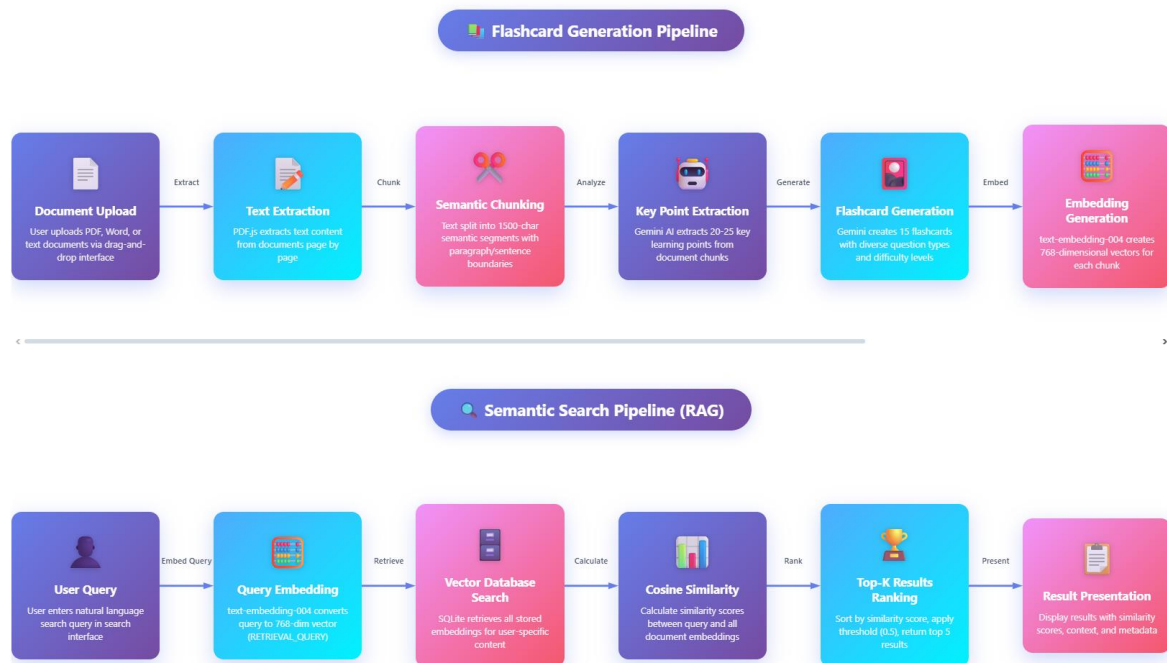 Flashcard Generation Pipeline
Extract
Chunk
Analyze
Generate
Embed
Document Upload
User uploads PDF, Word, or
text documents via drag-and-
drop interface
Text Extraction
PDF.js extracts text content
from documents page by
page
Semantic Chunking
Text split into 1500-char
semantic segments with
paragraph/sentence
boundaries
Key Point Extraction
Gemini AI extracts 20-25 key
learning points from
document chunks
Flashcard Generation
Gemini creates 15 flashcards
with diverse question types
and difficulty levels
Embedding
Generation
text-embedding-004 creates
768-dimensional vectors for
each chunk
Semantic Search Pipeline (RAG)
Embed Query
Retrieve
Calculate
Rank
Present
User Query
User enters natural language
search query in search
interface
Query Embedding
text-embedding-004 converts
query to 768-dim vector
(RETRIEVAL_QUERY)
Vector Database
Search
SQLite retrieves all stored
embeddings for user-specific
content
Cosine Similarity
Calculate similarity scores
between query and all
document embeddings
Top-K Results
Ranking
Sort by similarity score, apply
threshold (0.5), return top 5
results
Result Presentation
Display results with similarity
scores, context, and metadata